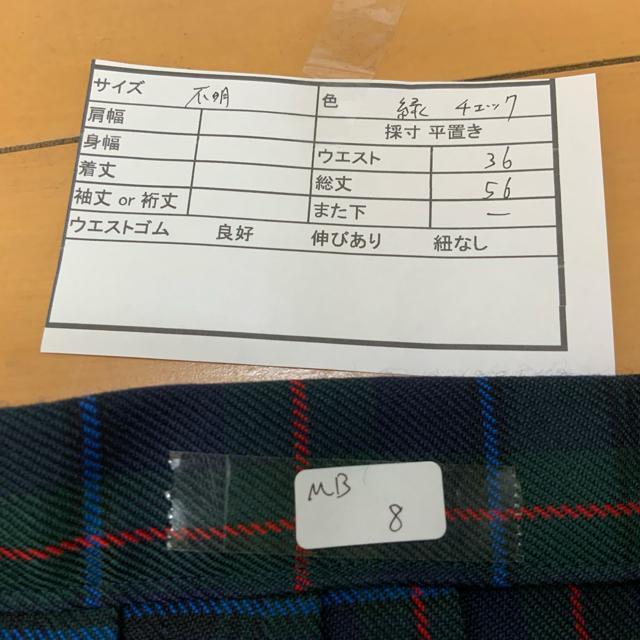 サイズ 不明 色 緑 チェック
肩幅 採寸 平置き
身幅 ウエスト 36
着丈 総丈 56
袖丈 or 裄丈 また下 ー
ウエストゴム 良好 伸びあり 紐なし
MB
8